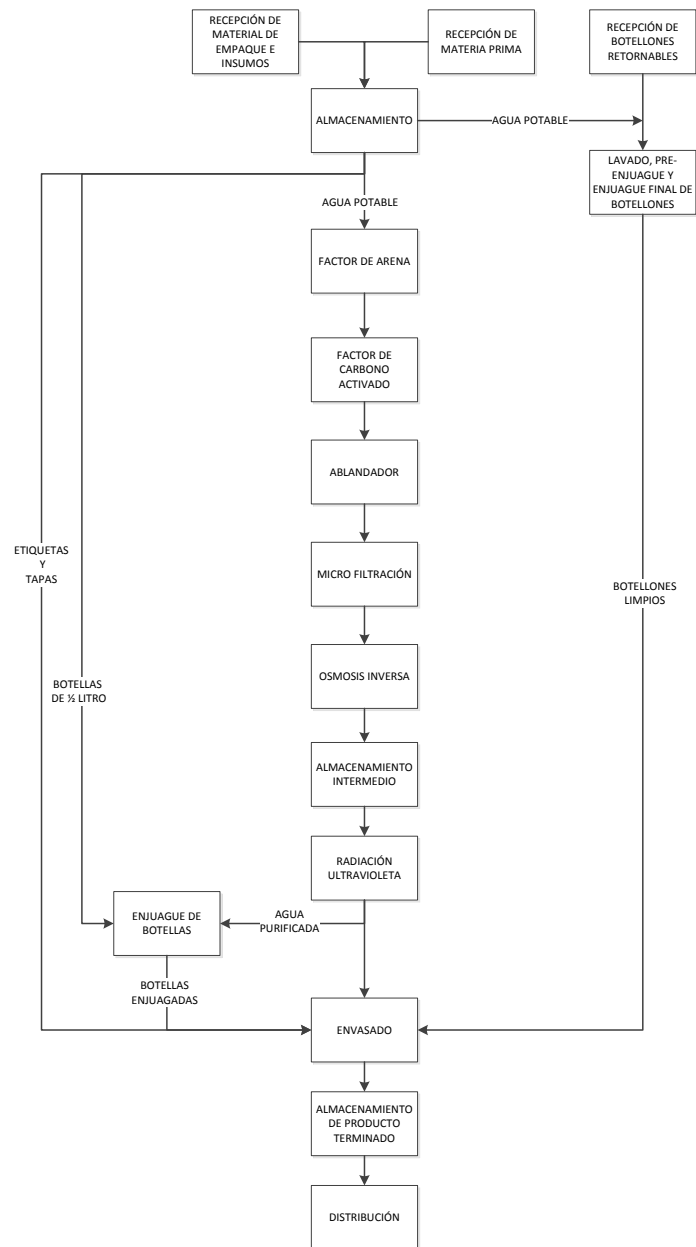 RECEPCIÓN DE
MATERIAL DE
EMPAQUE E
INSUMOS
RECEPCIÓN DE
MATERIA PRIMA
RECEPCIÓN DE
BOTELLONES
RETORNABLES
ALMACENAMIENTO
AGUA POTABLE
LAVADO, PRE-
ENJUAGUE Y
ENJUAGUE FINAL DE
BOTELLONES
AGUA POTABLE
FACTOR DE ARENA
FACTOR DE
CARBONO
ACTIVADO
ABLANDADOR
ETIQUETAS
Y
TAPAS
MICRO FILTRACIÓN
BOTELLONES
LIMPIOS
OSMOSIS INVERSA
BOTELLAS
DE ½ LITRO
ALMACENAMIENTO
INTERMEDIO
RADIACIÓN
ULTRAVIOLETA
ENJUAGUE DE
BOTELLAS
AGUA
PURIFICADA
BOTELLAS
ENJUAGADAS
ENVASADO
ALMACENAMIENTO
DE PRODUCTO
TERMINADO
DISTRIBUCIÓN